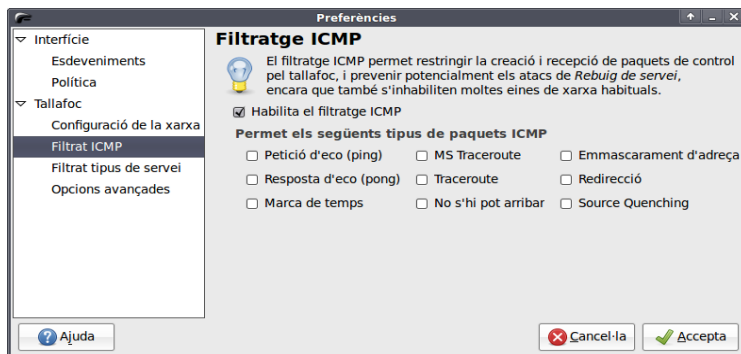 Preferències
Interfície
Esdeveniments
Política
Tallafoc
Configuració de la xarxa
Filtrat ICMP
Filtrat tipus de servei
Opcions avançades
Filtratge ICMP
El filtratge ICMP permet restringir la creació i recepció de paquets de control
pel tallafoc, i prevenir potencialment els atacs de Rebuig de servei,
encara que també s'inhabiliten moltes eines de xarxa habituals.
Habilita el filtratge ICMP
Permet els següents tipus de paquets ICMP
Petició d'eco (ping) MS Traceroute Emmascarament d'adreça
Resposta d'eco (pong) Traceroute Redirecció
Marca de temps No s'hi pot arribar Source Quenching
Ajuda Cancel·la Accepta